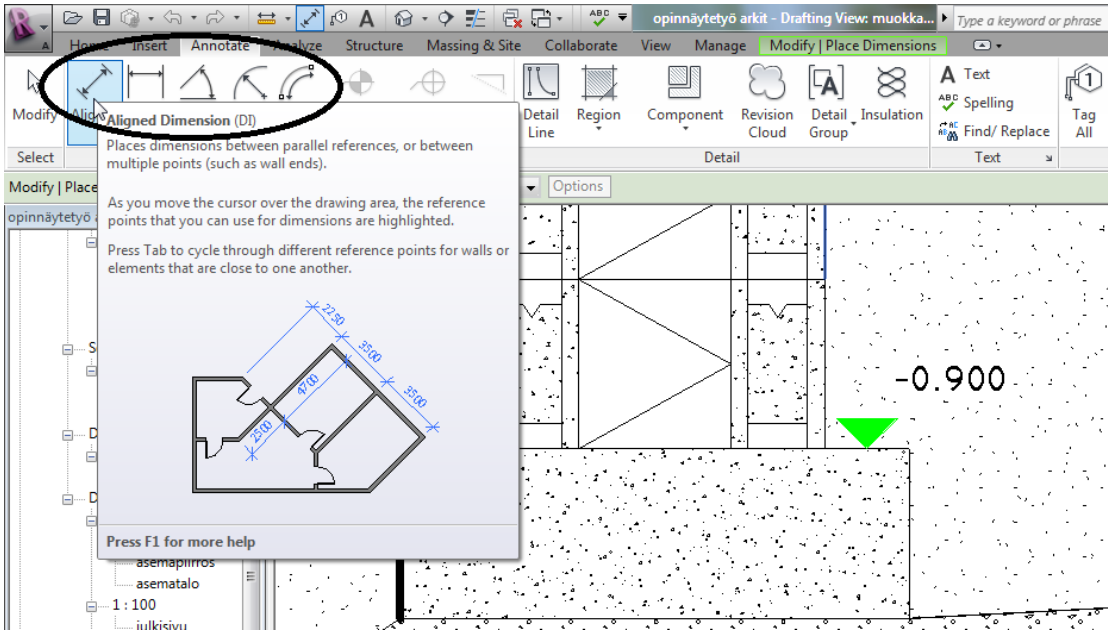 opinnäytetyö arkit - Drafting View: muokka...
Type a keyword or phrase
Home Insert Annotate Analyze Structure Massing & Site Collaborate View Manage Modify | Place Dimensions
A Text
ABC Spelling
Find/ Replace
Modify
Detail Line
Region
Component
Revision Cloud
Detail Group
Insulation
Tag All
Select
Detail
Text
Aligned Dimension (DI)
Places dimensions between parallel references, or between
multiple points (such as wall ends).
As you move the cursor over the drawing area, the reference
points that you can use for dimensions are highlighted.
Press Tab to cycle through different reference points for walls or
elements that are close to one another.
2250
3500
3500
4700
2500
Press F1 for more help
Modify | Place
Options
opinnäytetyö
asemapiirros
asematalo
1 : 100
julkisivu
-0.900